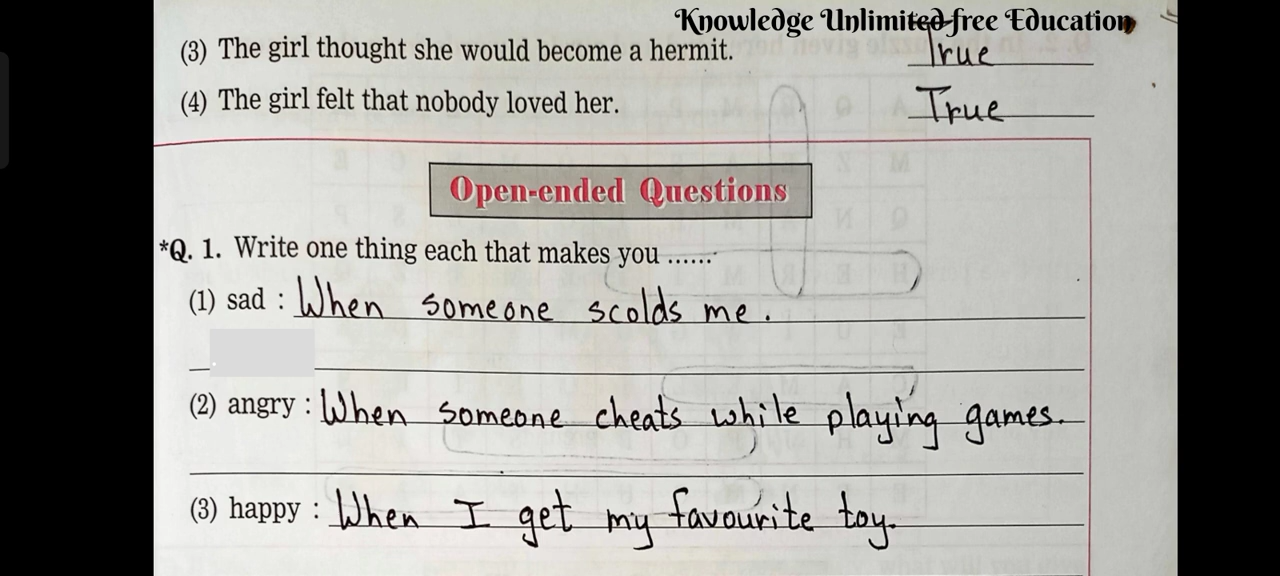 Knowledge Unlimited free Education
(3) The girl thought she would become a hermit. True
(4) The girl felt that nobody loved her. True
Open-ended Questions
*Q. 1. Write one thing each that makes you ......
(1) sad : When someone scolds me.
(2) angry : When someone cheats while playing games.
(3) happy : When I get my favourite toy.